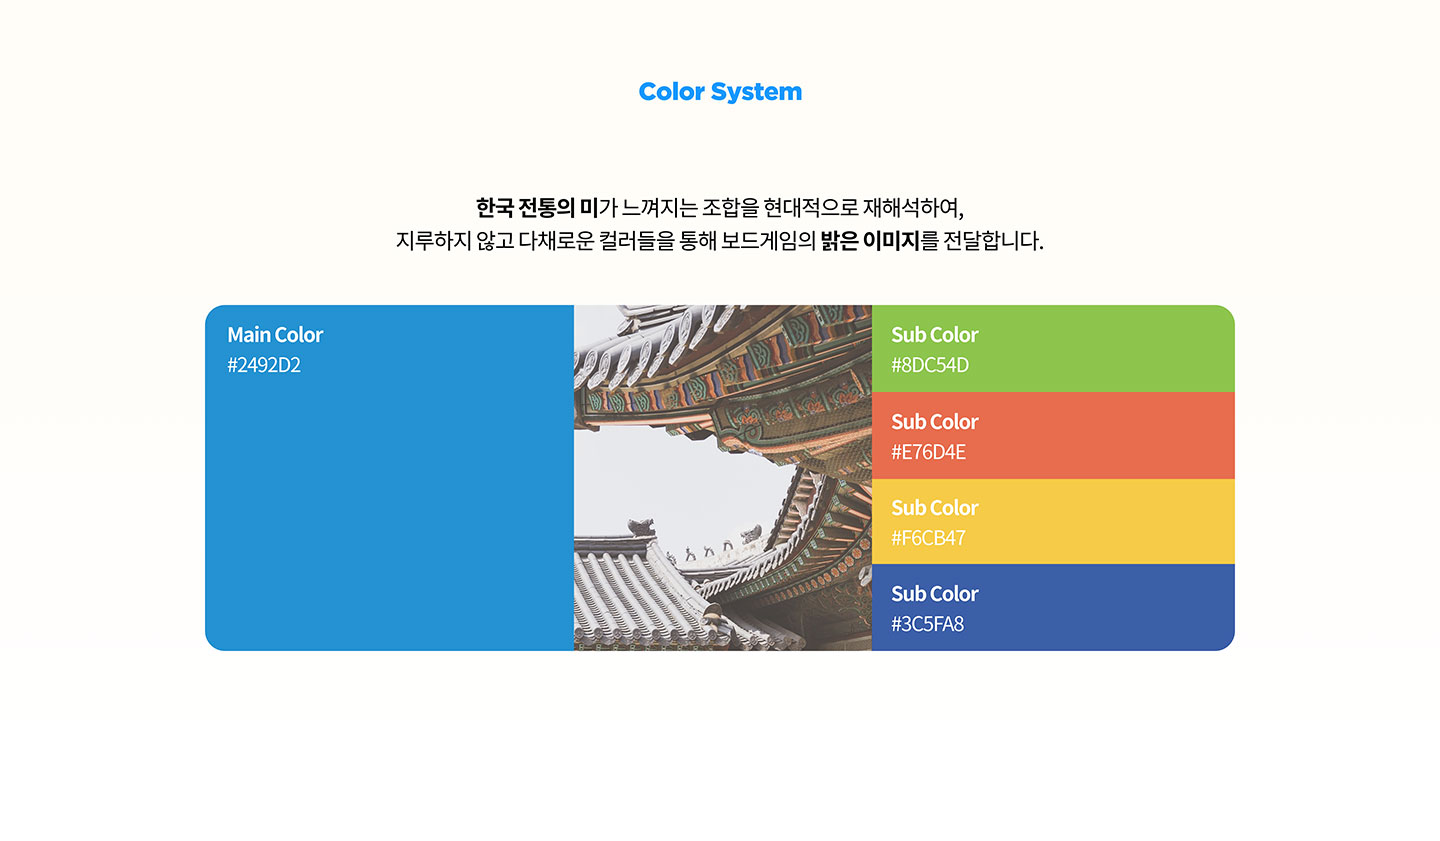 Color System
한국 전통의 미가 느껴지는 조합을 현대적으로 재해석하여,
지루하지 않고 다채로운 컬러들을 통해 보드게임의 밝은 이미지를 전달합니다.
Main Color
#2492D2
Sub Color
#8DC54D
Sub Color
#E76D4E
Sub Color
#F6CB47
Sub Color
#3C5FA8